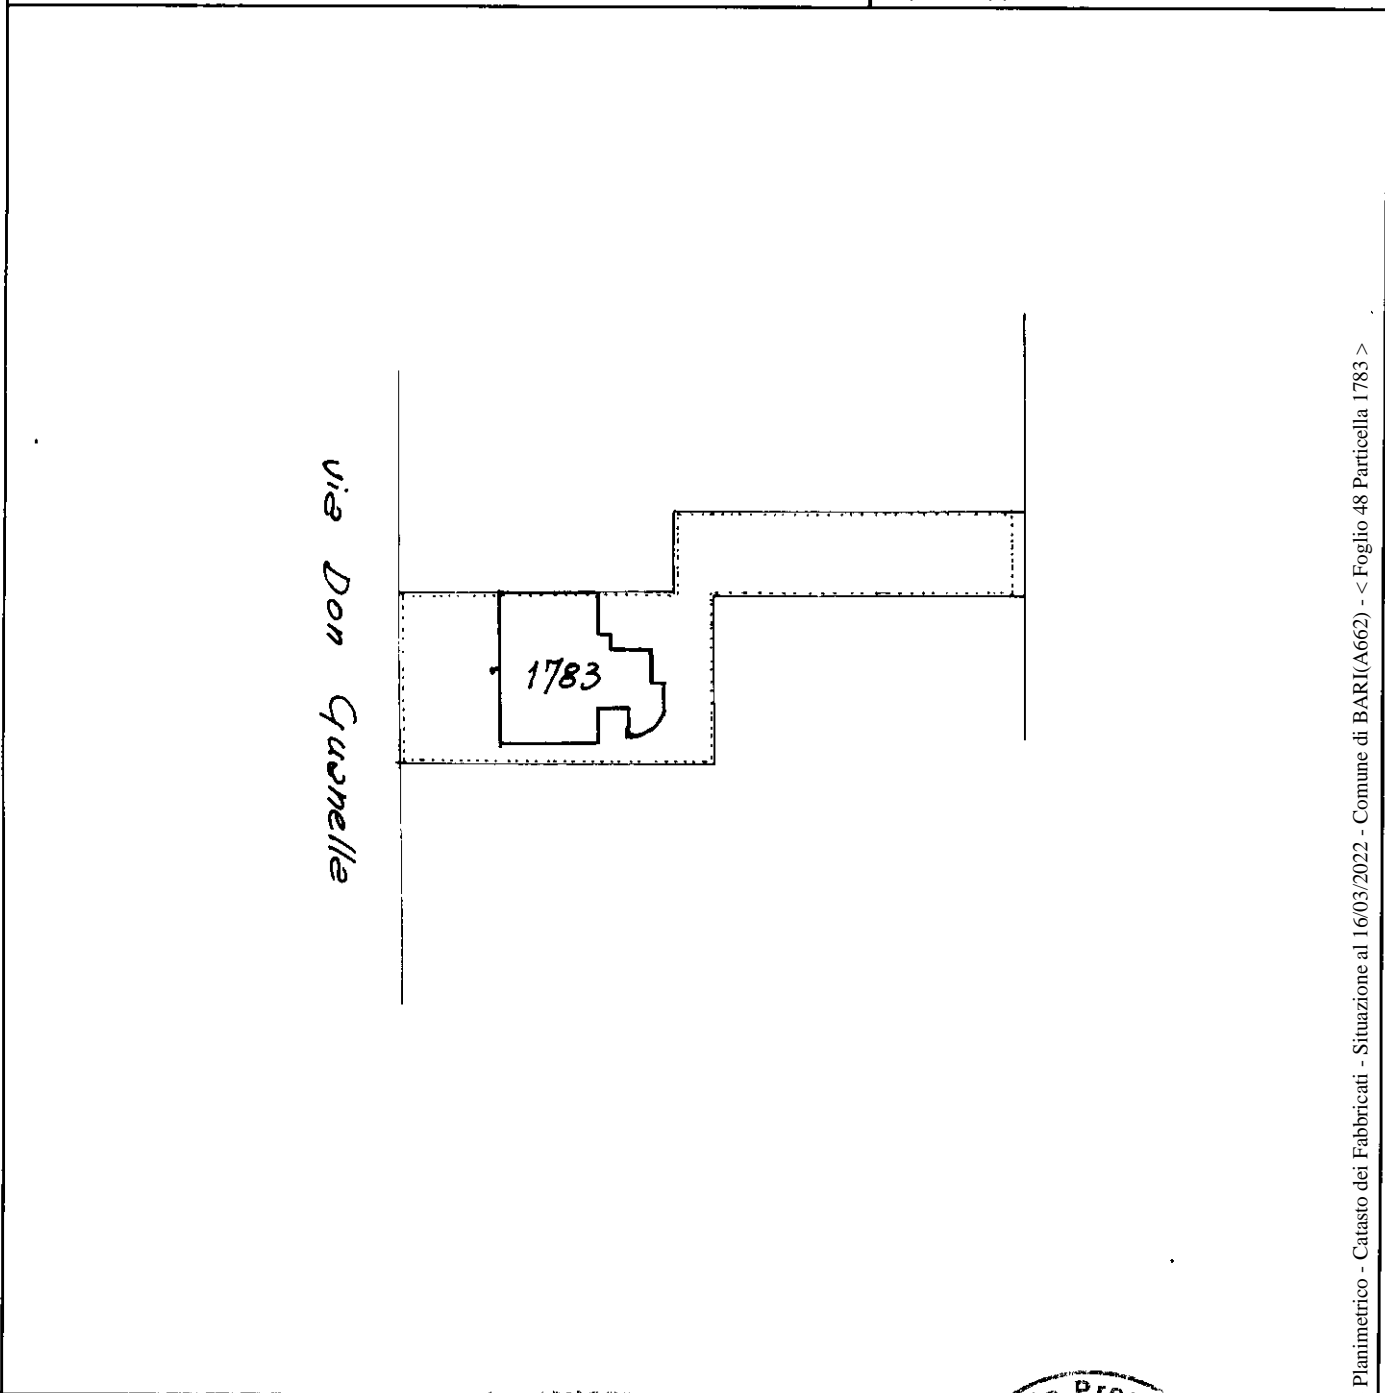 via Don Guanella
1783
Planimetrico - Catasto dei Fabbricati - Situazione al 16/03/2022 - Comune di BARI(A662) - < Foglio 48 Particella 1783 >